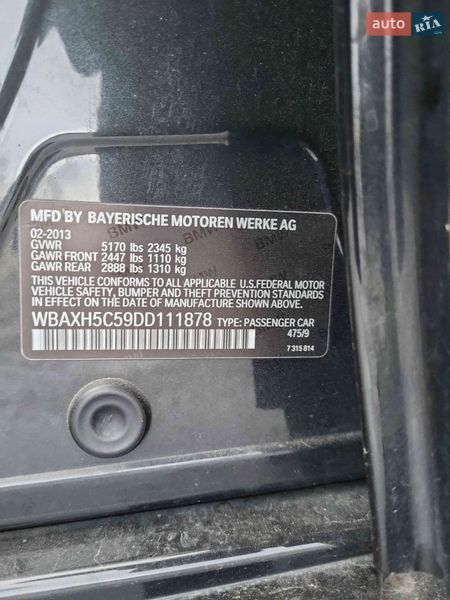 auto RIA
.com
MFD BY BAYERISCHE MOTOREN WERKE AG
02-2013
GVWR 5170 lbs 2345 kg
GAWR FRONT 2447 lbs 1110 kg
GAWR REAR 2888 lbs 1310 kg
THIS VEHICLE CONFORMS TO ALL APPLICABLE U.S.FEDERAL MOTOR
VEHICLE SAFETY, BUMPER, AND THEFT PREVENTION STANDARDS IN
EFFECT ON THE DATE OF MANUFACTURE SHOWN ABOVE.
WBAXH5C59DD111878 TYPE: PASSENGER CAR
475/9
7 315 814